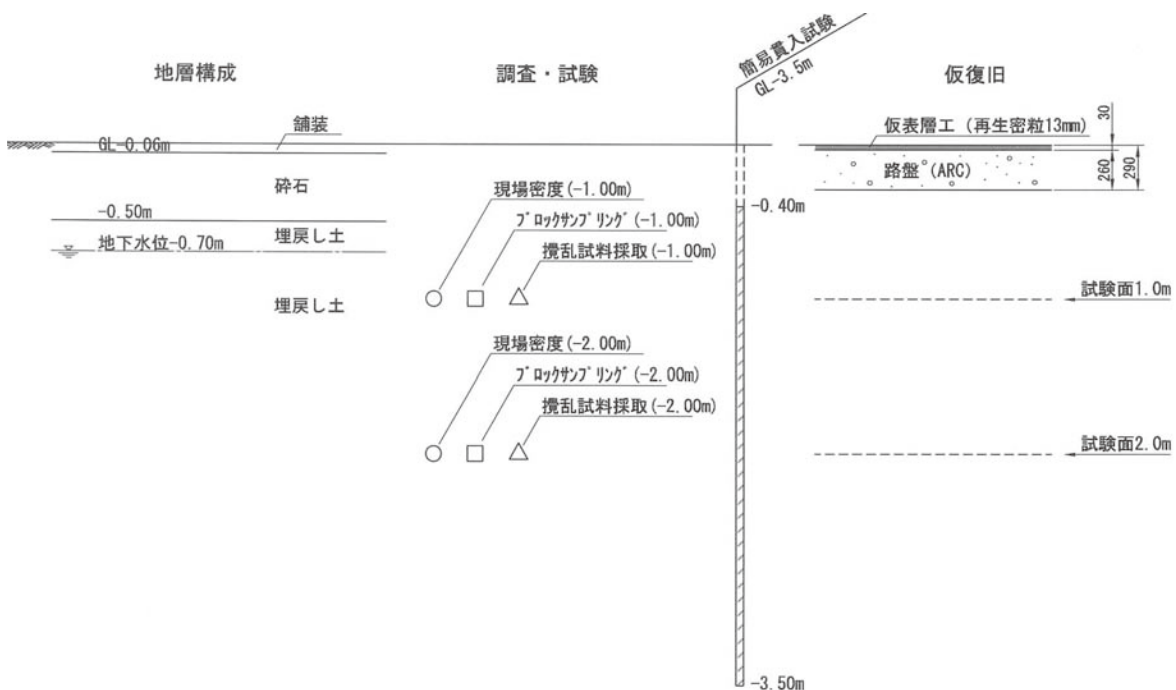 地層構成
調査・試験
簡易貫入試験
GL-3.5m
仮復旧
舗装
GL-0.06m
砕石
-0.50m
埋戻し土
地下水位-0.70m
埋戻し土
現場密度(-1.00m)
ブロックサンプリング(-1.00m)
攪乱試料採取(-1.00m)
現場密度(-2.00m)
ブロックサンプリング(-2.00m)
攪乱試料採取(-2.00m)
-0.40m
-3.50m
仮表層工 (再生密粒13mm)
路盤 (ARC)
30
260
290
試験面1.0m
試験面2.0m